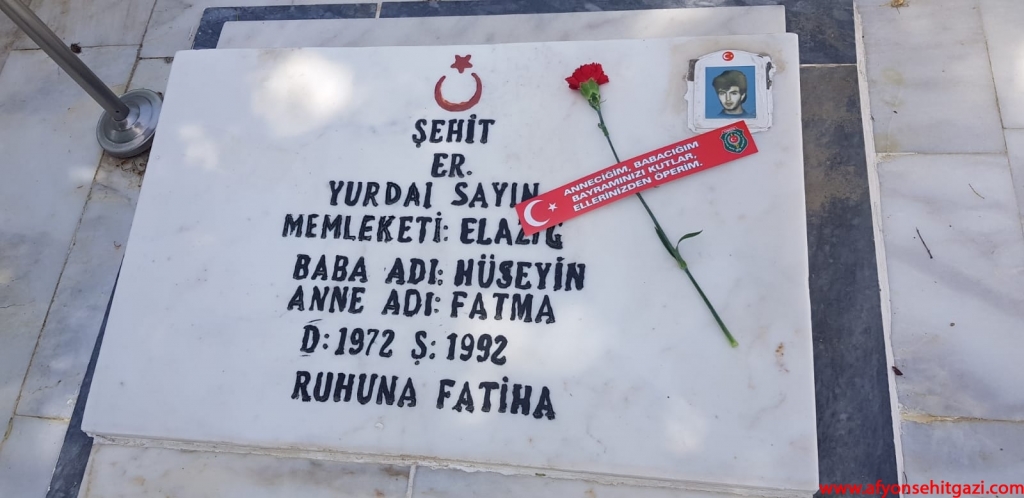 ŞEHİT
ER.
YURDAİ SAYIN
MEMLEKETİ: ELAZIĞ
BABA ADI: HÜSEYİN
ANNE ADI: FATMA
D: 1972 Ş: 1992
RUHUNA FATİHA
ANNECİĞİM, BABACIĞIM
BAYRAMINIZI KUTLAR,
ELLERİNİZDEN ÖPERİM.
www.afyonsehitgazi.com